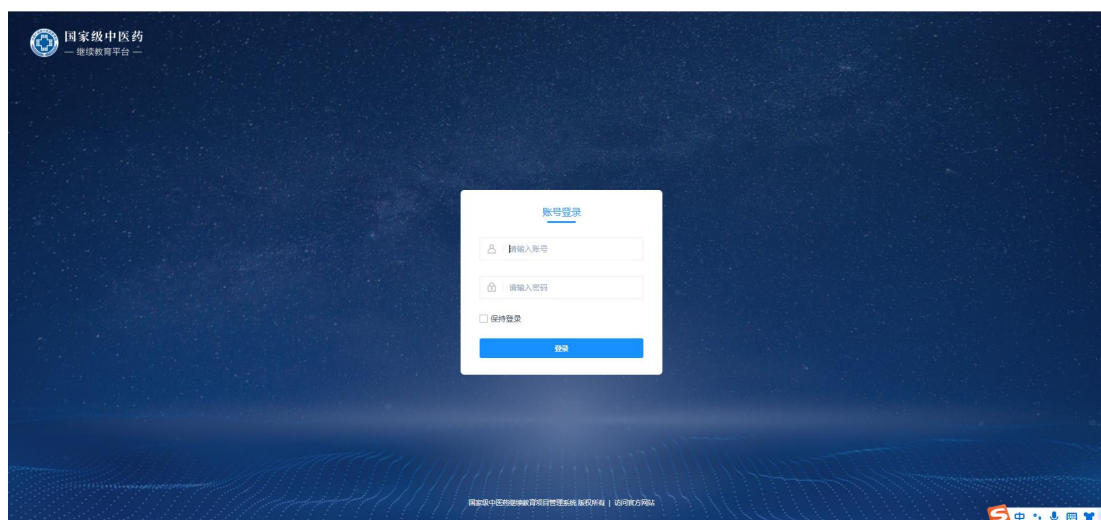 国家级中医药
— 继续教育平台 —
账号登录
请输入账号
请输入密码
保持登录
登录
国家级中医药继续教育项目管理系统 版权所有 | 访问官方网站
中